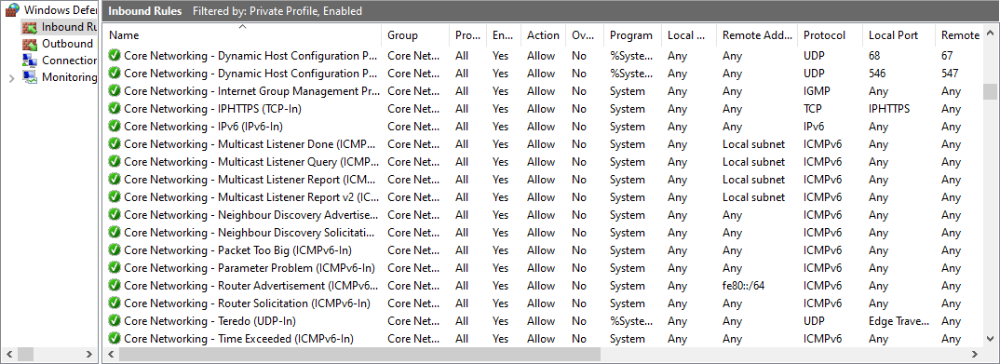 Windows Defer
Inbound Ru
Outbound
Connection
Monitoring
Inbound Rules Filtered by: Private Profile, Enabled
Name Group Pro... En... Action Ov... Program Local ... Remote Add... Protocol Local Port Remote
Core Networking - Dynamic Host Configuration P... Core Net... All Yes Allow No %Syste... Any Any UDP 68 67
Core Networking - Dynamic Host Configuration P... Core Net... All Yes Allow No %Syste... Any Any UDP 546 547
Core Networking - Internet Group Management Pr... Core Net... All Yes Allow No System Any Any IGMP Any Any
Core Networking - IPHTTPS (TCP-In) Core Net... All Yes Allow No System Any Any TCP IPHTTPS Any
Core Networking - IPv6 (IPv6-In) Core Net... All Yes Allow No System Any Any IPv6 Any Any
Core Networking - Multicast Listener Done (ICMP... Core Net... All Yes Allow No System Any Local subnet ICMPv6 Any Any
Core Networking - Multicast Listener Query (ICMP... Core Net... All Yes Allow No System Any Local subnet ICMPv6 Any Any
Core Networking - Multicast Listener Report (ICM... Core Net... All Yes Allow No System Any Local subnet ICMPv6 Any Any
Core Networking - Multicast Listener Report v2 (IC... Core Net... All Yes Allow No System Any Local subnet ICMPv6 Any Any
Core Networking - Neighbour Discovery Advertise... Core Net... All Yes Allow No System Any Any ICMPv6 Any Any
Core Networking - Neighbour Discovery Solicitati... Core Net... All Yes Allow No System Any Any ICMPv6 Any Any
Core Networking - Packet Too Big (ICMPv6-In) Core Net... All Yes Allow No System Any Any ICMPv6 Any Any
Core Networking - Parameter Problem (ICMPv6-In) Core Net... All Yes Allow No System Any Any ICMPv6 Any Any
Core Networking - Router Advertisement (ICMPv6... Core Net... All Yes Allow No System Any fe80::/64 ICMPv6 Any Any
Core Networking - Router Solicitation (ICMPv6-In) Core Net... All Yes Allow No System Any Any ICMPv6 Any Any
Core Networking - Teredo (UDP-In) Core Net... All Yes Allow No %Syste... Any Any UDP Edge Trave... Any
Core Networking - Time Exceeded (ICMPv6-In) Core Net... All Yes Allow No System Any Any ICMPv6 Any Any